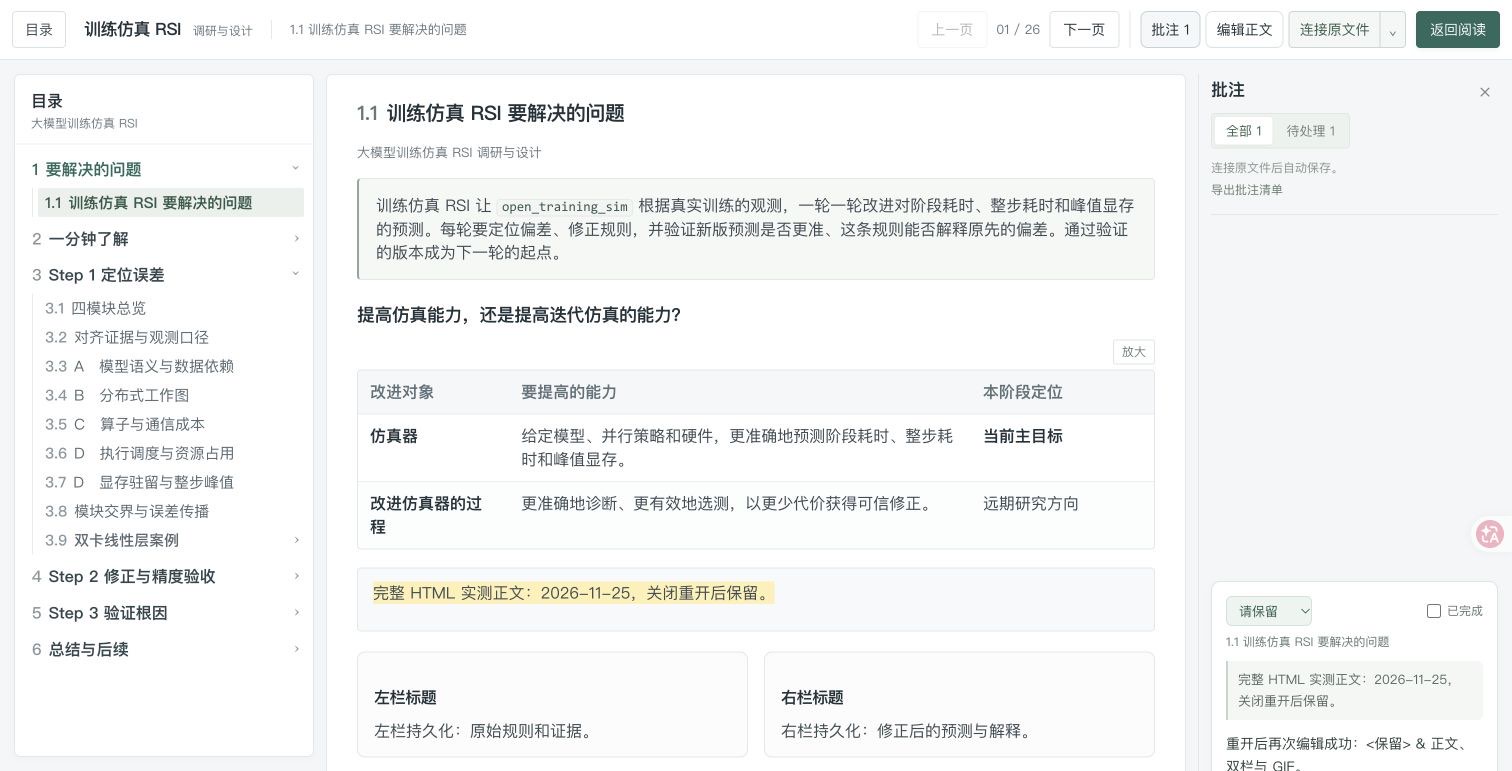 目录
训练仿真 RSI 调研与设计
1.1 训练仿真 RSI 要解决的问题
上一页
01 / 26
下一页
批注 1
编辑正文
连接原文件
返回阅读
目录
大模型训练仿真 RSI
1 要解决的问题
1.1 训练仿真 RSI 要解决的问题
2 一分钟了解
3 Step 1 定位误差
3.1 四模块总览
3.2 对齐证据与观测口径
3.3 A 模型语义与数据依赖
3.4 B 分布式工作图
3.5 C 算子与通信成本
3.6 D 执行调度与资源占用
3.7 D 显存驻留与整步峰值
3.8 模块交界与误差传播
3.9 双卡线性层案例
4 Step 2 修正与精度验收
5 Step 3 验证根因
6 总结与后续
1.1 训练仿真 RSI 要解决的问题
大模型训练仿真 RSI 调研与设计
训练仿真 RSI 让 open_training_sim 根据真实训练的观测，一轮一轮改进对阶段耗时、整步耗时和峰值显存
的预测。每轮要定位偏差、修正规则，并验证新版预测是否更准、这条规则能否解释原先的偏差。通过验证
的版本成为下一轮的起点。
提高仿真能力，还是提高迭代仿真的能力？
放大
改进对象 要提高的能力 本阶段定位
仿真器 给定模型、并行策略和硬件，更准确地预测阶段耗时、整步耗 当前主目标
时和峰值显存。
改进仿真器的过 更准确地诊断、更有效地选测，以更少代价获得可信修正。 远期研究方向
程
完整 HTML 实测正文：2026-11-25，关闭重开后保留。
左栏标题
左栏持久化：原始规则和证据。
右栏标题
右栏持久化：修正后的预测与解释。
批注
全部 1
待处理 1
连接原文件后自动保存。
导出批注清单
请保留
已完成
1.1 训练仿真 RSI 要解决的问题
完整 HTML 实测正文：2026-11-25，
关闭重开后保留。
重开后再次编辑成功：<保留> & 正文、
双栏与 GIF。